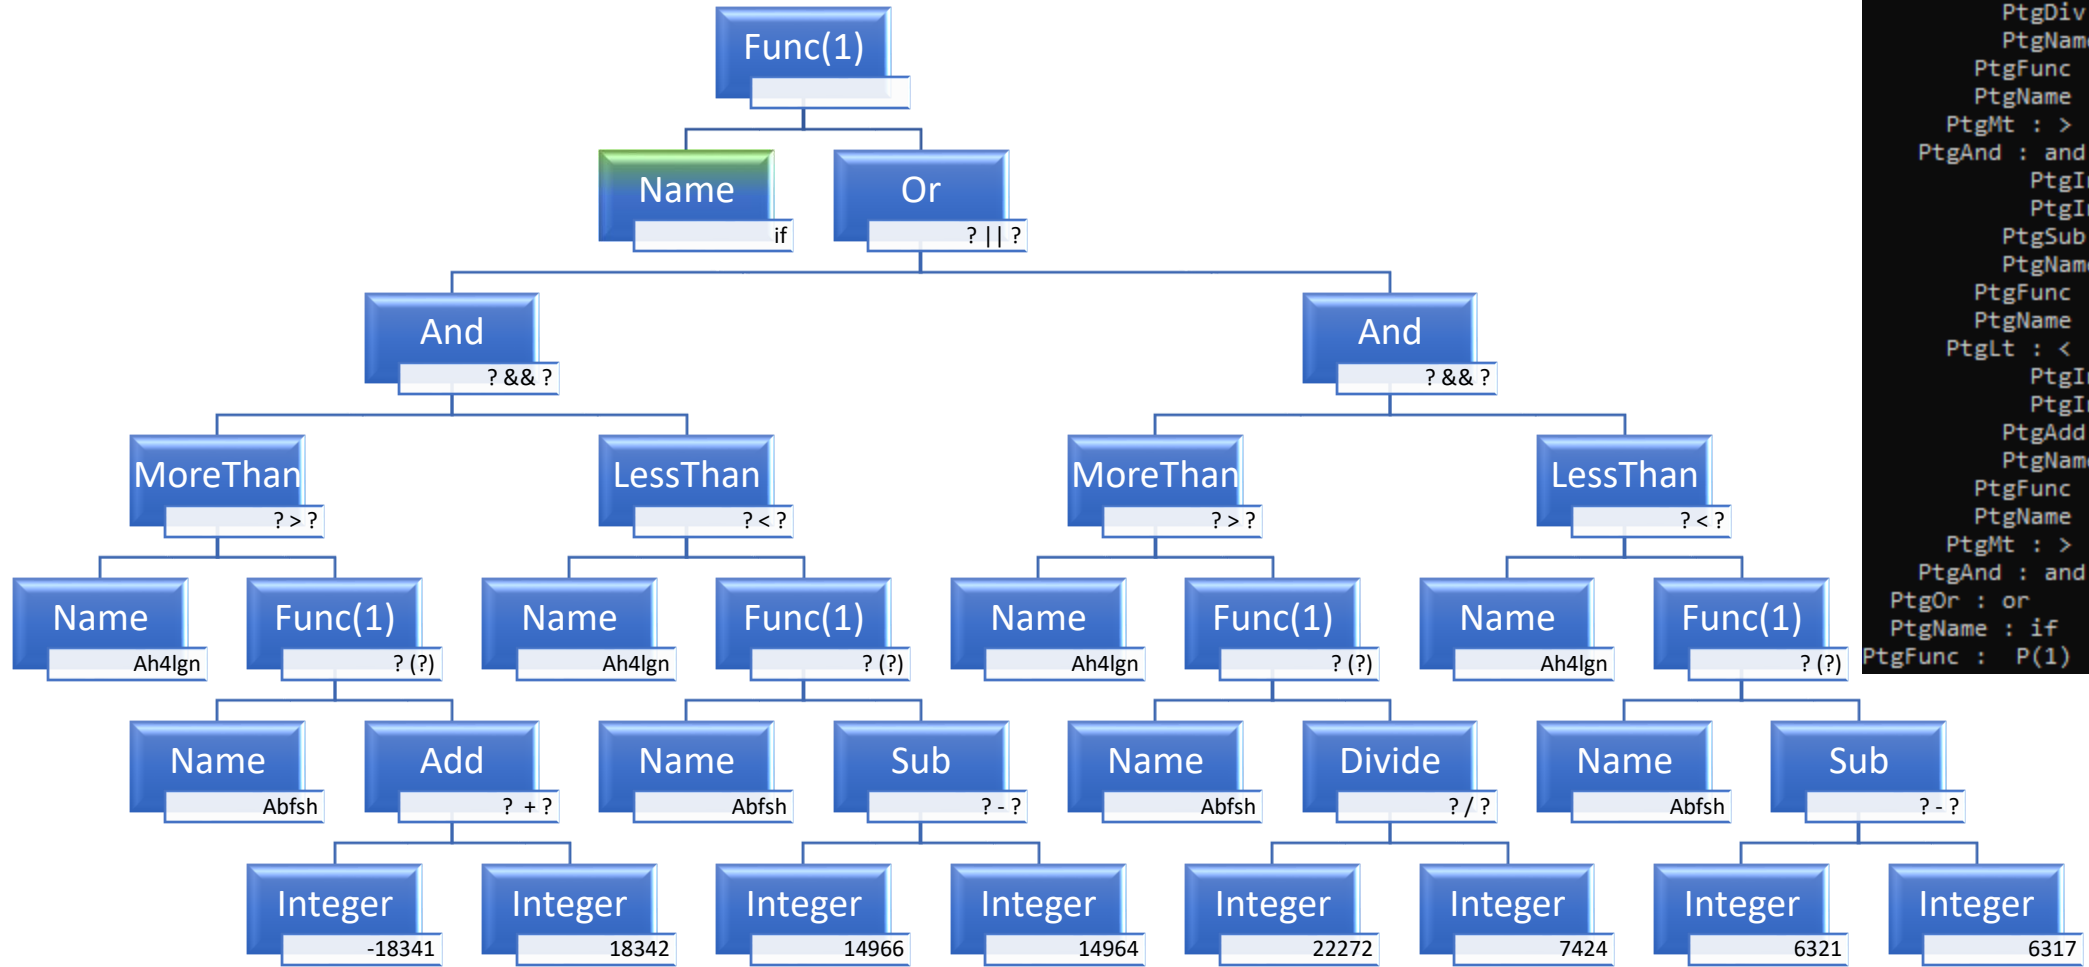 Func(1)
Name
if
Or
? || ?
And
? && ?
And
? && ?
MoreThan
? > ?
LessThan
? < ?
MoreThan
? > ?
LessThan
? < ?
Name
Ah4lgn
Func(1)
? (?)
Name
Ah4lgn
Func(1)
? (?)
Name
Ah4lgn
Func(1)
? (?)
Name
Ah4lgn
Func(1)
? (?)
Name
Abfsh
Add
? + ?
Name
Abfsh
Sub
? - ?
Name
Abfsh
Divide
? / ?
Name
Abfsh
Sub
? - ?
Integer
-18341
Integer
18342
Integer
14966
Integer
14964
Integer
22272
Integer
7424
Integer
6321
Integer
6317
PtgDiv
PtgFunc
PtgName
PtgMt : >
PtgAnd : and
PtgSub
PtgFunc
PtgName
PtgLt : <
PtgAdd
PtgFunc
PtgName
PtgMt : >
PtgAnd : and
PtgOr : or
PtgName : if
PtgFunc : P(1)